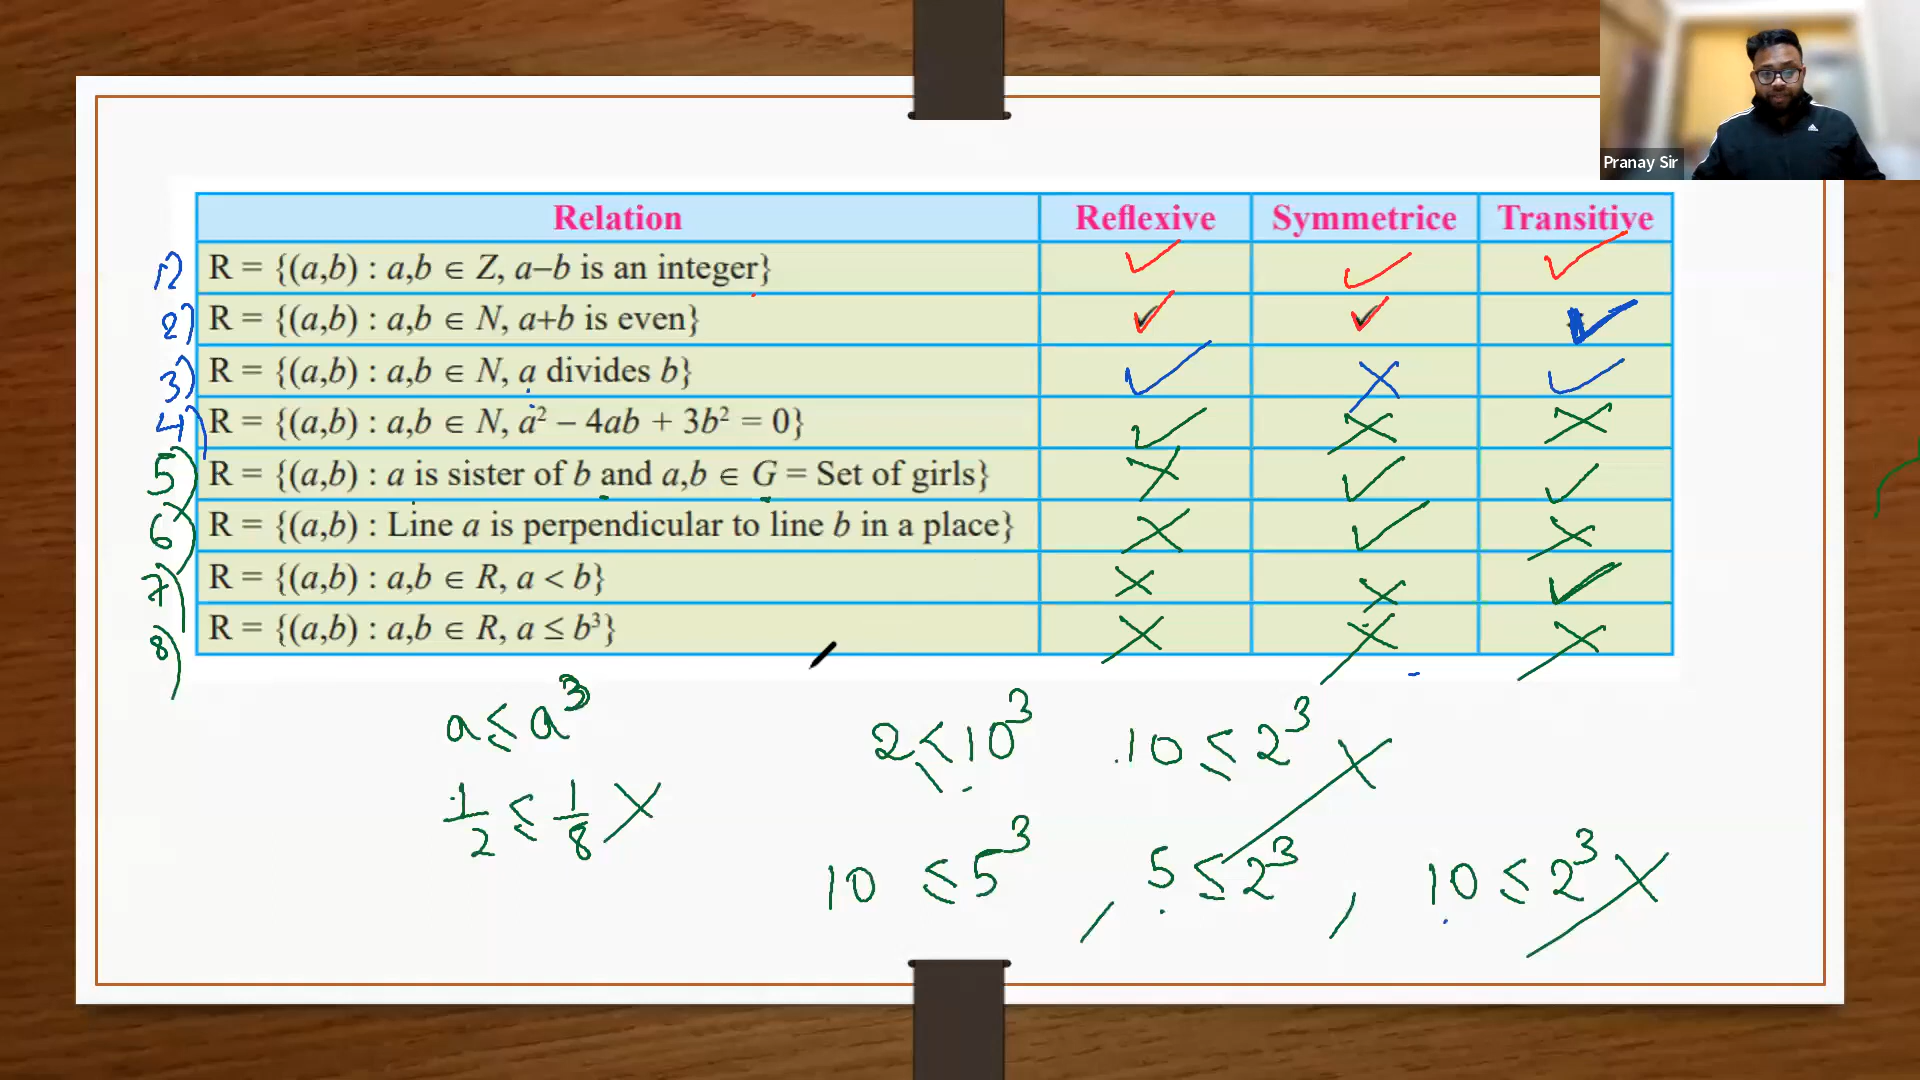 Pranay Sir
Relation Reflexive Symmetrice Transitive
1) R = {(a,b) : a,b ∈ Z, a–b is an integer} ✓ ✓ ✓
2) R = {(a,b) : a,b ∈ N, a+b is even} ✓ ✓ ✓
3) R = {(a,b) : a,b ∈ N, a divides b} ✓ ✗ ✓
4) R = {(a,b) : a,b ∈ N, a² – 4ab + 3b² = 0} ✓ ✗ ✗
5) R = {(a,b) : a is sister of b and a,b ∈ G = Set of girls} ✗ ✓ ✓
6) R = {(a,b) : Line a is perpendicular to line b in a place} ✗ ✓ ✗
7) R = {(a,b) : a,b ∈ R, a < b} ✗ ✗ ✓
8) R = {(a,b) : a,b ∈ R, a ≤ b³} ✗ ✗ ✗
a ≤ a³
1/2 ≤ 1/8 ✗
2 ≤ 10³ 10 ≤ 2³ ✗
10 ≤ 5³ , 5 ≤ 2³ , 10 ≤ 2³ ✗